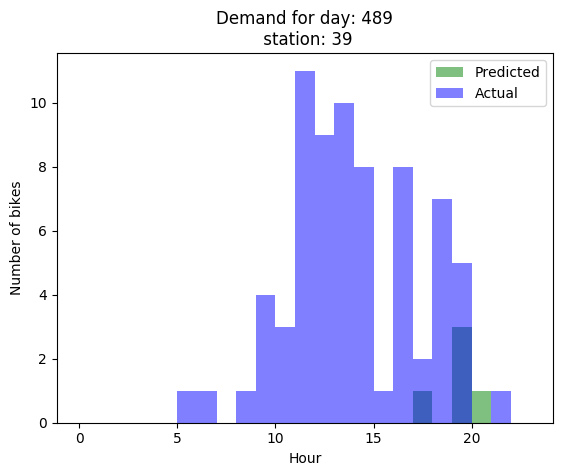 Demand for day: 489
station: 39
Predicted
Actual
Number of bikes
10
8
6
4
2
0
0 5 10 15 20
Hour